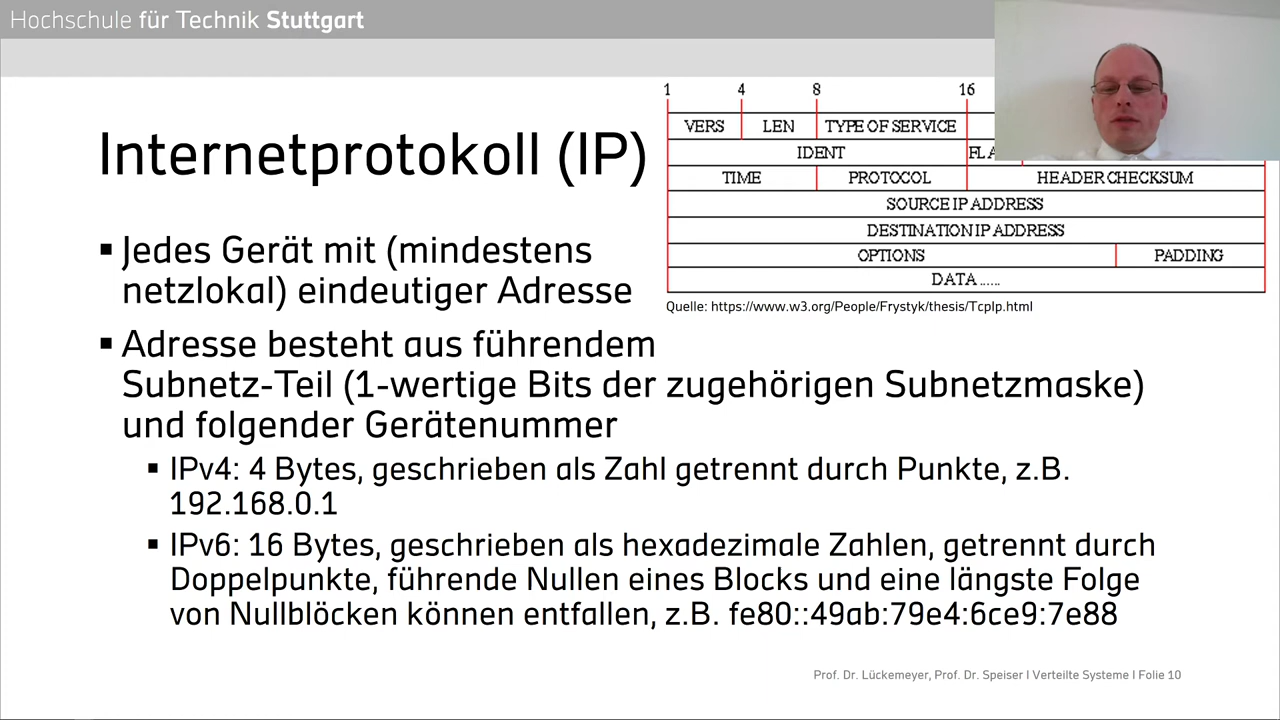 Hochschule für Technik Stuttgart
Internetprotokoll (IP)
1 4 8 16
VERS LEN TYPE OF SERVICE
IDENT
TIME PROTOCOL HEADER CHECKSUM
SOURCE IP ADDRESS
DESTINATION IP ADDRESS
OPTIONS PADDING
DATA ......
Quelle: https://www.w3.org/People/Frystyk/thesis/TcpIp.html
▪ Jedes Gerät mit (mindestens
netzlokal) eindeutiger Adresse
▪ Adresse besteht aus führendem
Subnetz-Teil (1-wertige Bits der zugehörigen Subnetzmaske)
und folgender Gerätenummer
▪ IPv4: 4 Bytes, geschrieben als Zahl getrennt durch Punkte, z.B.
192.168.0.1
▪ IPv6: 16 Bytes, geschrieben als hexadezimale Zahlen, getrennt durch
Doppelpunkte, führende Nullen eines Blocks und eine längste Folge
von Nullblöcken können entfallen, z.B. fe80::49ab:79e4:6ce9:7e88
Prof. Dr. Lückemeyer, Prof. Dr. Speiser I Verteilte Systeme I Folie 10